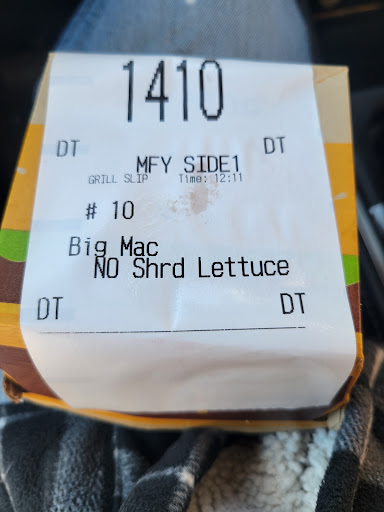 1410
DT DT
MFY SIDE1
GRILL SLIP Time: 12:11
# 10
Big Mac
NO Shrd Lettuce
DT DT